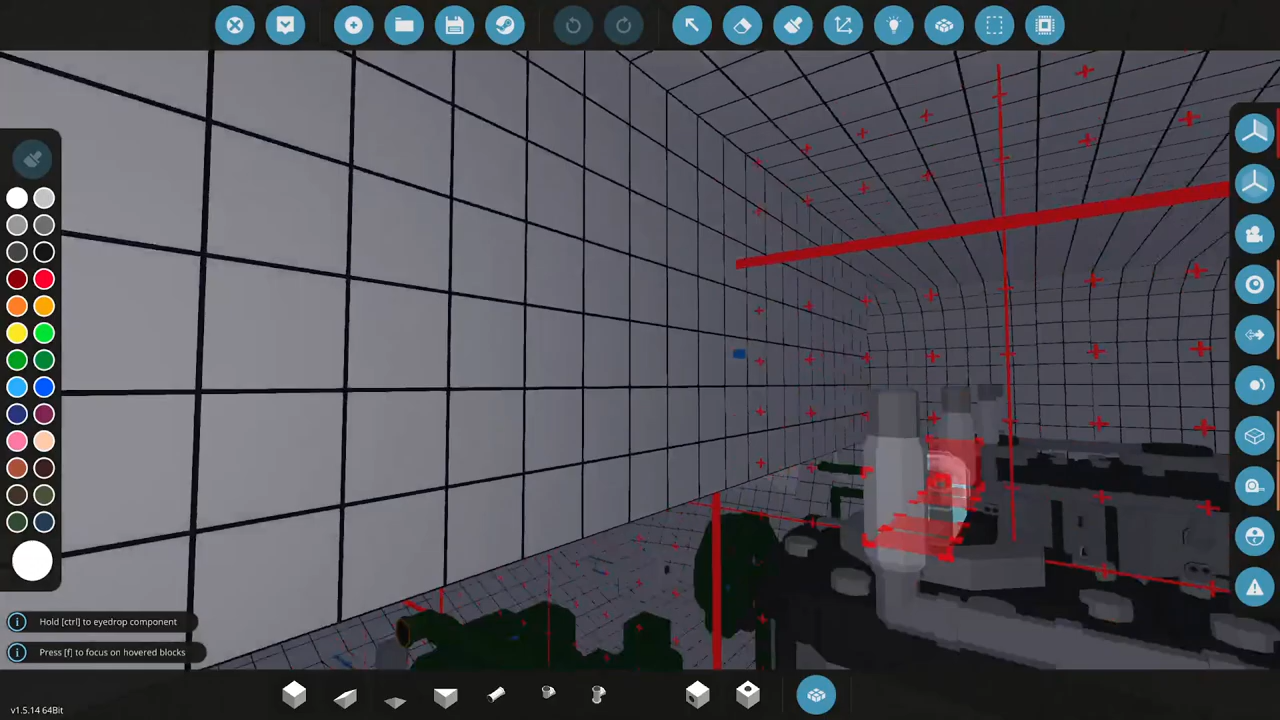 Hold [ctrl] to eyedrop component
Press [f] to focus on hovered blocks
v1.5.14 64Bit